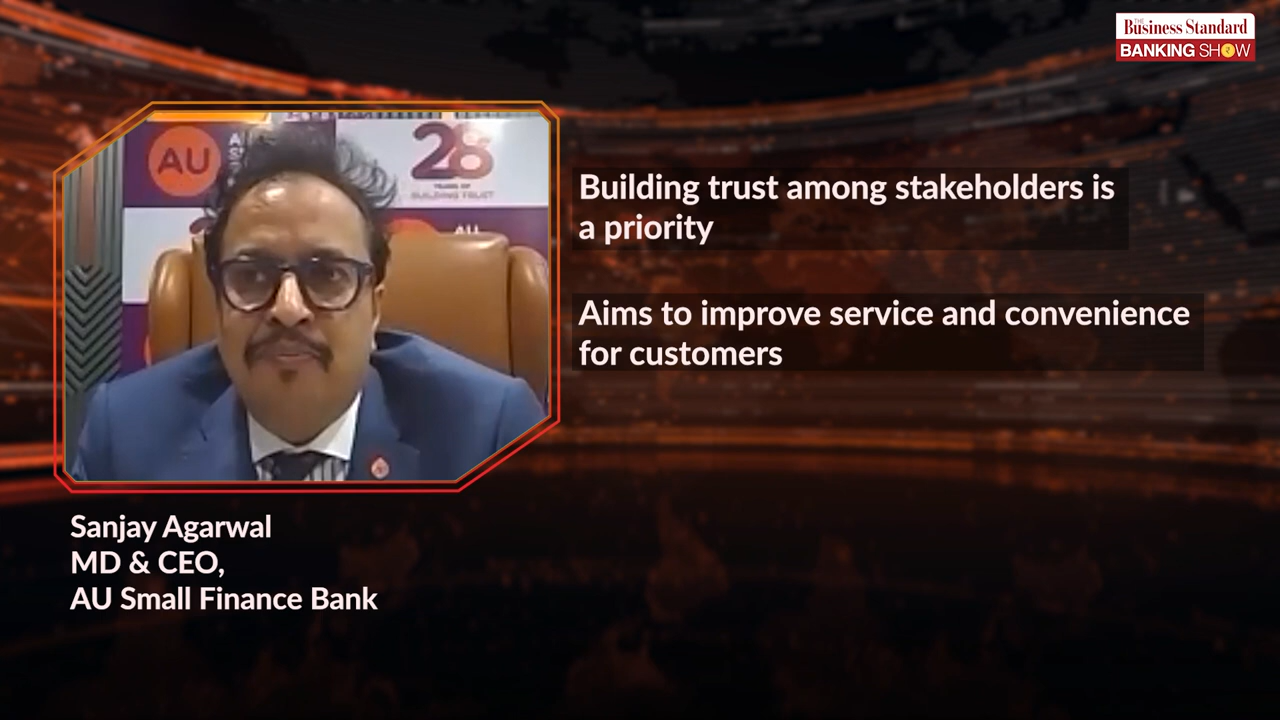 THE
Business Standard
BANKING SHOW
AU
28
YEARS OF
BUILDING TRUST
AU
Building trust among stakeholders is
a priority
Aims to improve service and convenience
for customers
Sanjay Agarwal
MD & CEO,
AU Small Finance Bank